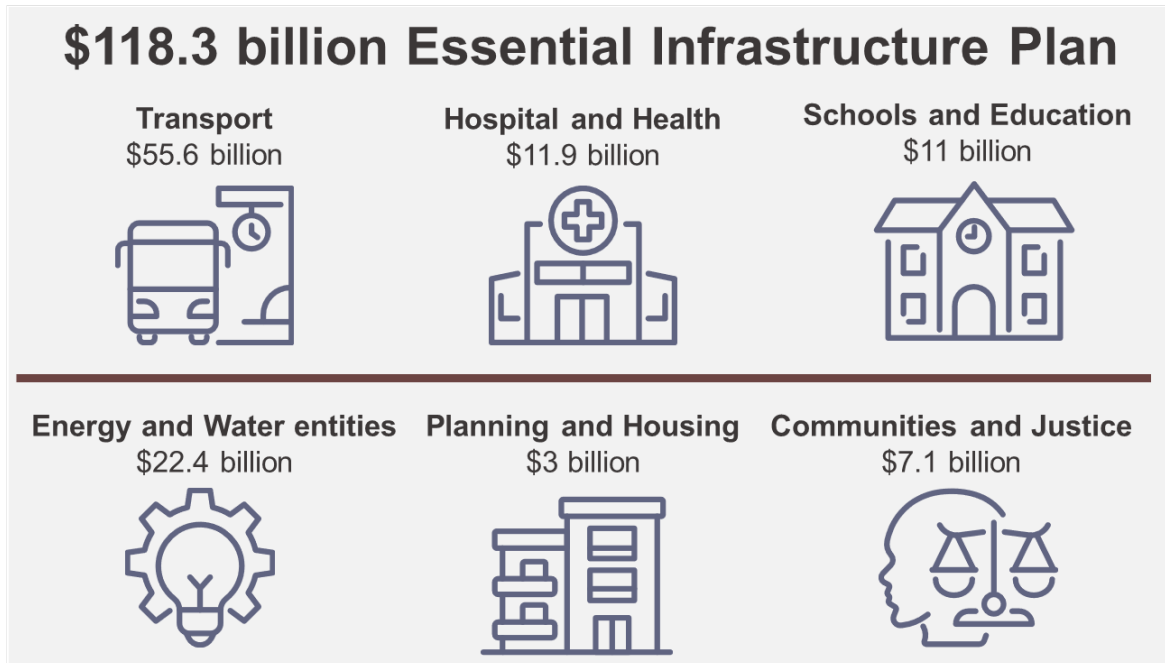 $118.3 billion Essential Infrastructure Plan
Transport
$55.6 billion
Hospital and Health
$11.9 billion
Schools and Education
$11 billion
Energy and Water entities
$22.4 billion
Planning and Housing
$3 billion
Communities and Justice
$7.1 billion